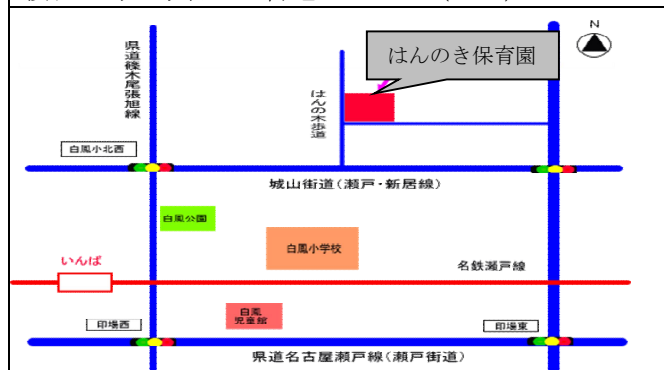 N
はんのき保育園
県道篠木尾張旭線
はんの木歩道
白鳳小北西
城山街道(瀬戸・新居線)
白鳳公園
白鳳小学校
いんば
名鉄瀬戸線
白鳳
児童館
印場西
印場東
県道名古屋瀬戸線(瀬戸街道)